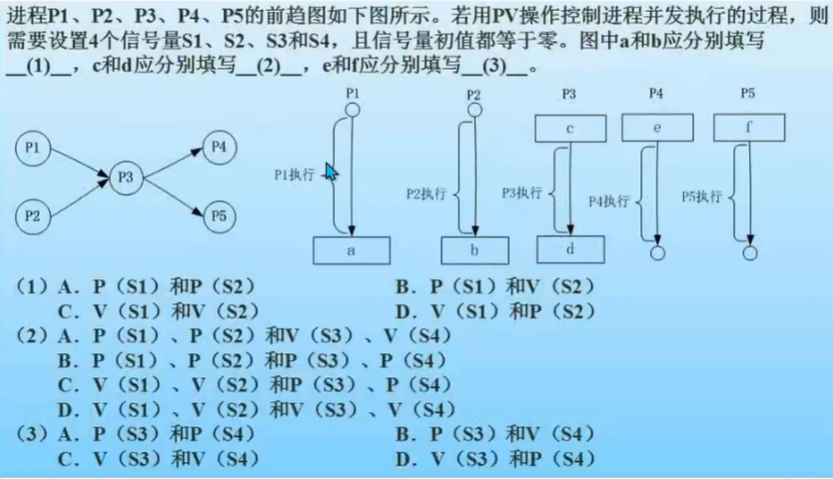 进程P1、P2、P3、P4、P5的前趋图如下图所示。若用PV操作控制进程并发执行的过程，则
需要设置4个信号量S1、S2、S3和S4，且信号量初值都等于零。图中a和b应分别填写
__(1)__，c和d应分别填写__(2)__，e和f应分别填写__(3)__。
P1 P2 P3 P4 P5
c e f
P1 P4
P3
P2 P5
P1执行 P2执行 P3执行 P4执行 P5执行
a b d
（1）A. P（S1）和P（S2） B. P（S1）和V（S2）
C. V（S1）和V（S2） D. V（S1）和P（S2）
（2）A. P（S1）、P（S2）和V（S3）、V（S4）
B. P（S1）、P（S2）和P（S3）、P（S4）
C. V（S1）、V（S2）和P（S3）、P（S4）
D. V（S1）、V（S2）和V（S3）、V（S4）
（3）A. P（S3）和P（S4） B. P（S3）和V（S4）
C. V（S3）和V（S4） D. V（S3）和P（S4）